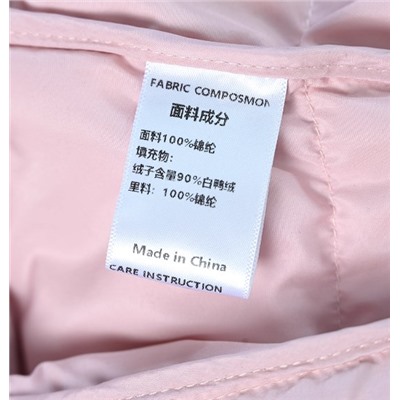 FABRIC COMPOSMON
面料成分
面料100%锦纶
填充物:
绒子含量90%白鸭绒
里料: 100%锦纶
Made in China
CARE INSTRUCTION